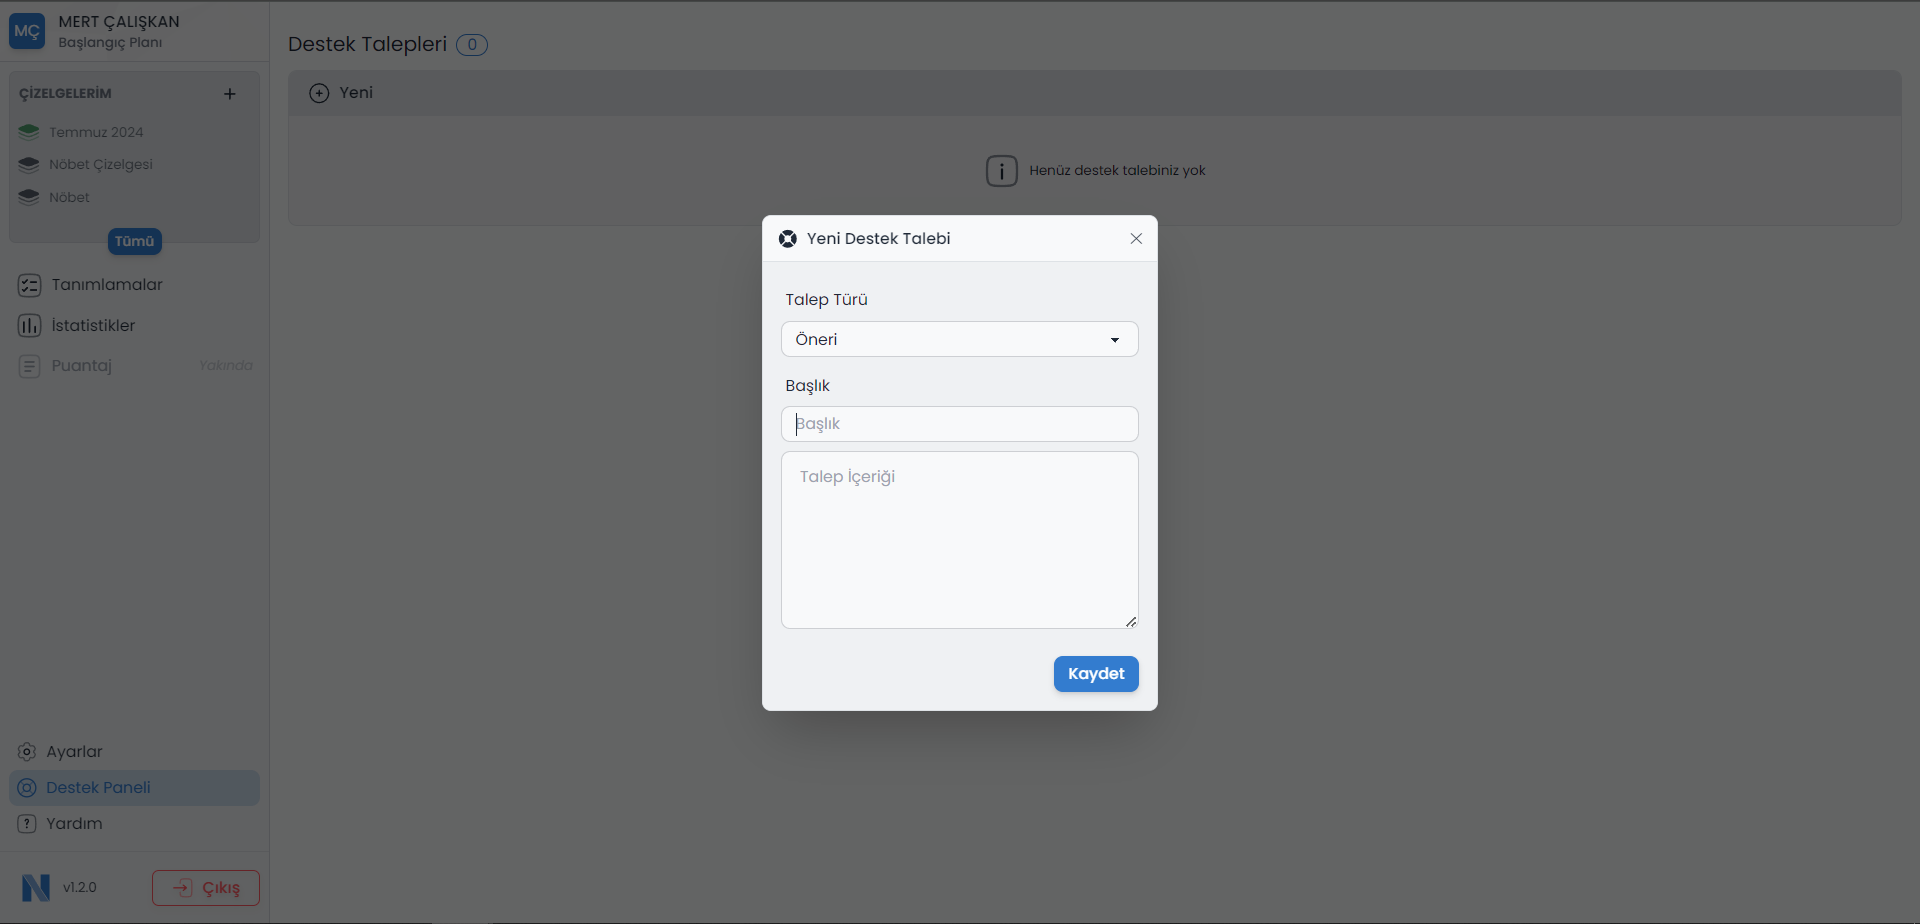 MÇ
MERT ÇALIŞKAN
Başlangıç Planı
ÇİZELGELERİM
Temmuz 2024
Nöbet Çizelgesi
Nöbet
Tümü
Tanımlamalar
İstatistikler
Puantaj
Yakında
Ayarlar
Destek Paneli
Yardım
v1.2.0
Çıkış
Destek Talepleri
0
Yeni
Henüz destek talebiniz yok
Yeni Destek Talebi
Talep Türü
Öneri
Başlık
Başlık
Talep İçeriği
Kaydet